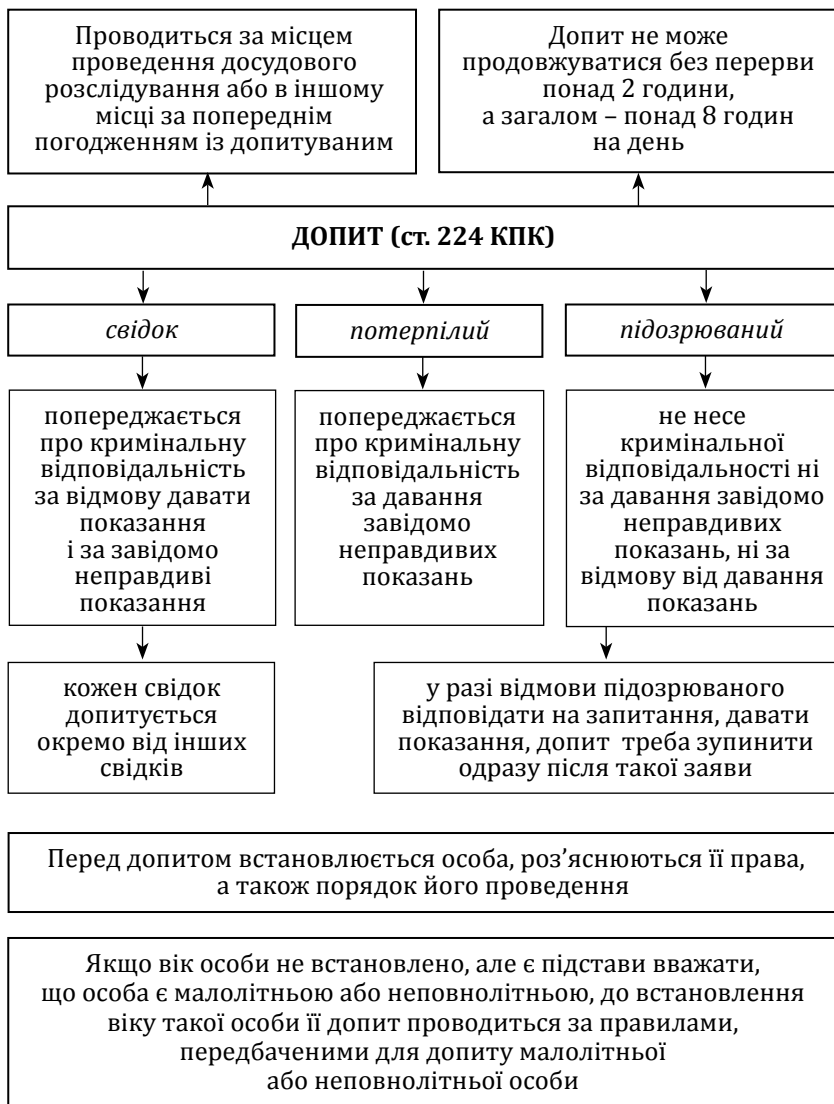 Проводиться за місцем
проведення досудового
розслідування або в іншому
місці за попереднім
погодженням із допитуваним
Допит не може
продовжуватися без перерви
понад 2 години,
а загалом – понад 8 годин
на день
ДОПИТ (ст. 224 КПК)
свідок
потерпілий
підозрюваний
попереджається
про кримінальну
відповідальність
за відмову давати
показання
і за завідомо
неправдиві
показання
попереджається
про кримінальну
відповідальність
за давання
завідомо
неправдивих
показань
не несе
кримінальної
відповідальності ні
за давання завідомо
неправдивих
показань, ні за
відмову від давання
показань
кожен свідок
допитується
окремо від інших
свідків
у разі відмови підозрюваного
відповідати на запитання, давати
показання, допит треба зупинити
одразу після такої заяви
Перед допитом встановлюється особа, роз’яснюються її права,
а також порядок його проведення
Якщо вік особи не встановлено, але є підстави вважати,
що особа є малолітньою або неповнолітньою, до встановлення
віку такої особи її допит проводиться за правилами,
передбаченими для допиту малолітньої
або неповнолітньої особи